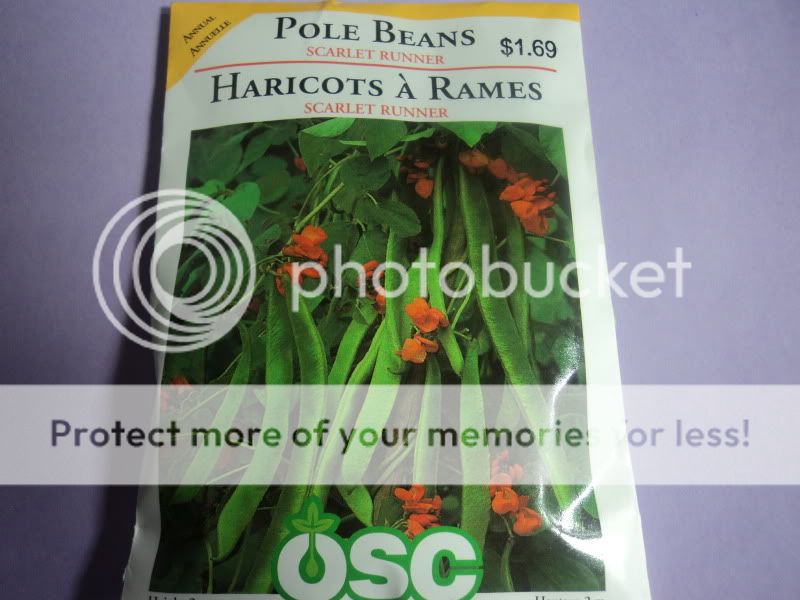 ANNUAL
ANNUELLE
POLE BEANS
SCARLET RUNNER
$1.69
HARICOTS À RAMES
SCARLET RUNNER
photobucket
Protect more of your memories for less!
OSC